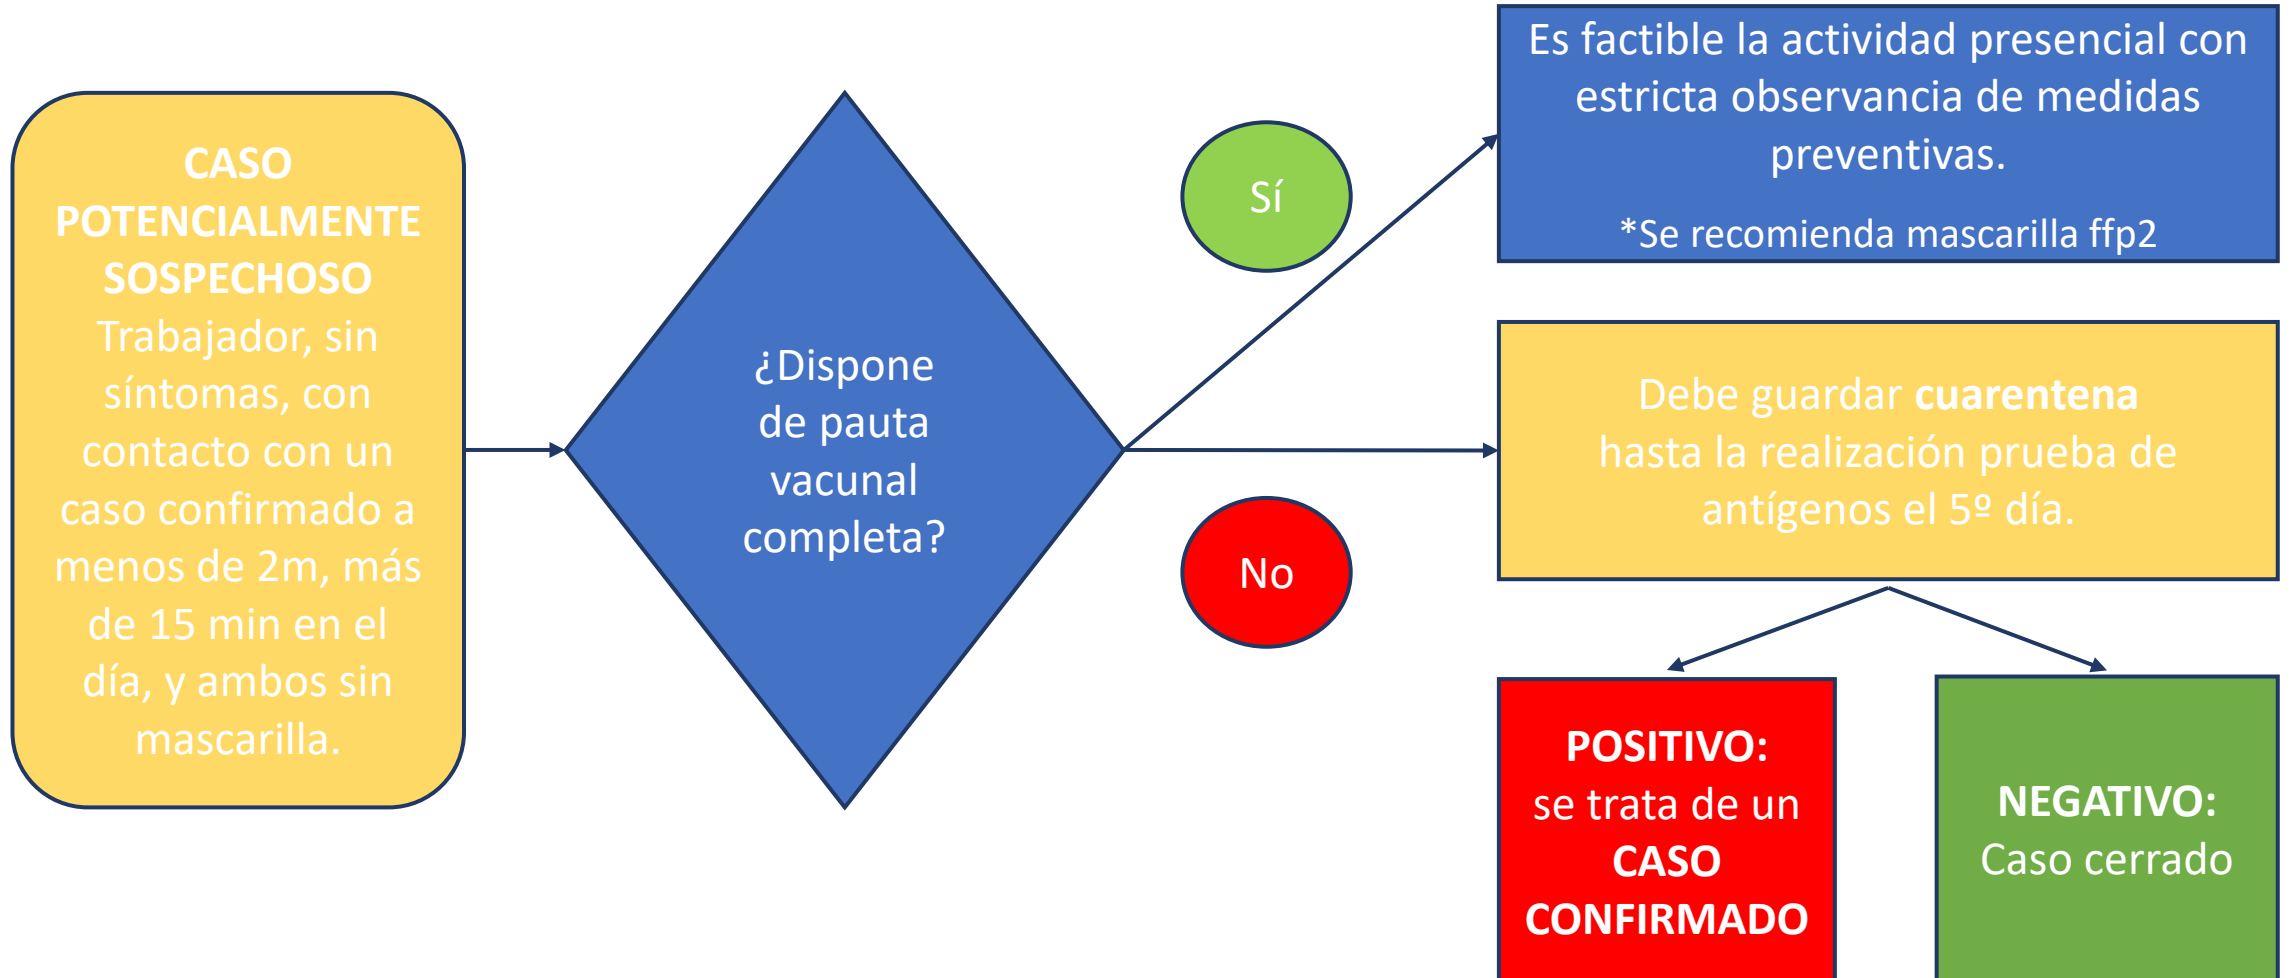 CASO
POTENCIALMENTE
SOSPECHOSO
Trabajador, sin
síntomas, con
contacto con un
caso confirmado a
menos de 2m, más
de 15 min en el
día, y ambos sin
mascarilla.
¿Dispone
de pauta
vacunal
completa?
Sí
Es factible la actividad presencial con
estricta observancia de medidas
preventivas.
*Se recomienda mascarilla ffp2
No
Debe guardar cuarentena
hasta la realización prueba de
antígenos el 5º día.
POSITIVO:
se trata de un
CASO
CONFIRMADO
NEGATIVO:
Caso cerrado